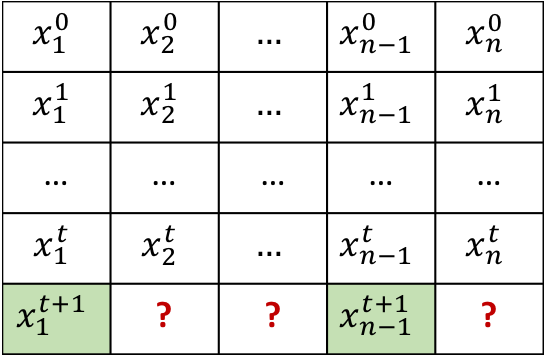 x_1^0 x_2^0 ... x_{n-1}^0 x_n^0
x_1^1 x_2^1 ... x_{n-1}^1 x_n^1
... ... ... ... ...
x_1^t x_2^t ... x_{n-1}^t x_n^t
x_1^{t+1} ? ? x_{n-1}^{t+1} ?